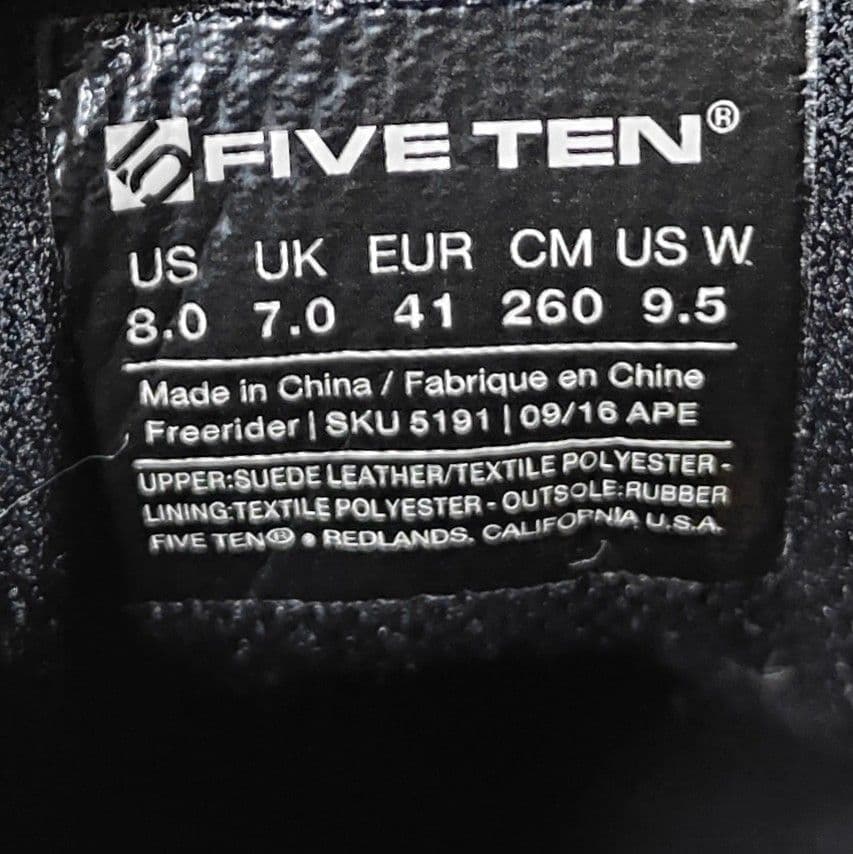 FIVE TEN®
US UK EUR CM US W.
8.0 7.0 41 260 9.5
Made in China / Fabrique en Chine
Freerider | SKU 5191 | 09/16 APE
UPPER:SUEDE LEATHER/TEXTILE POLYESTER -
LINING:TEXTILE POLYESTER - OUTSOLE:RUBBER
FIVE TEN® • REDLANDS, CALIFORNIA U.S.A.